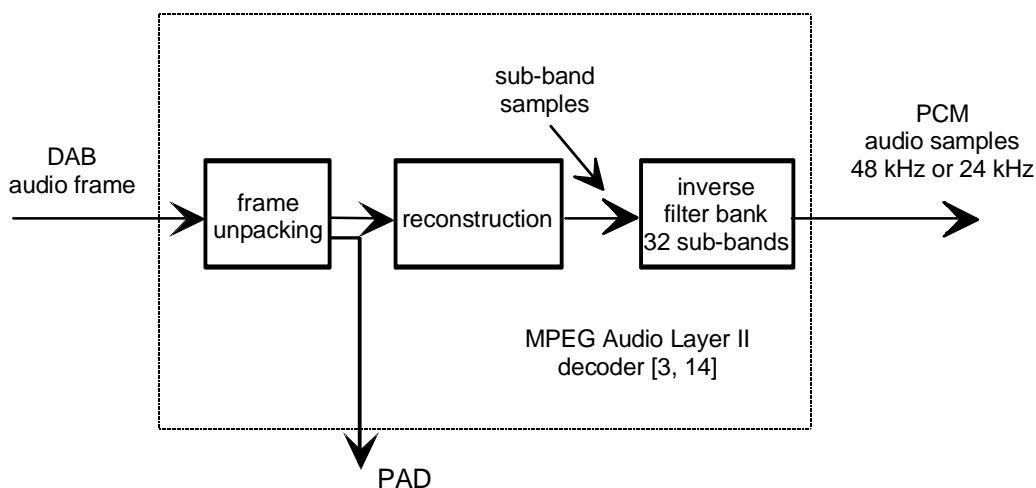 sub-band
samples
PCM
audio samples
48 kHz or 24 kHz
DAB
audio frame
frame
unpacking
reconstruction
inverse
filter bank
32 sub-bands
MPEG Audio Layer II
decoder [3, 14]
PAD